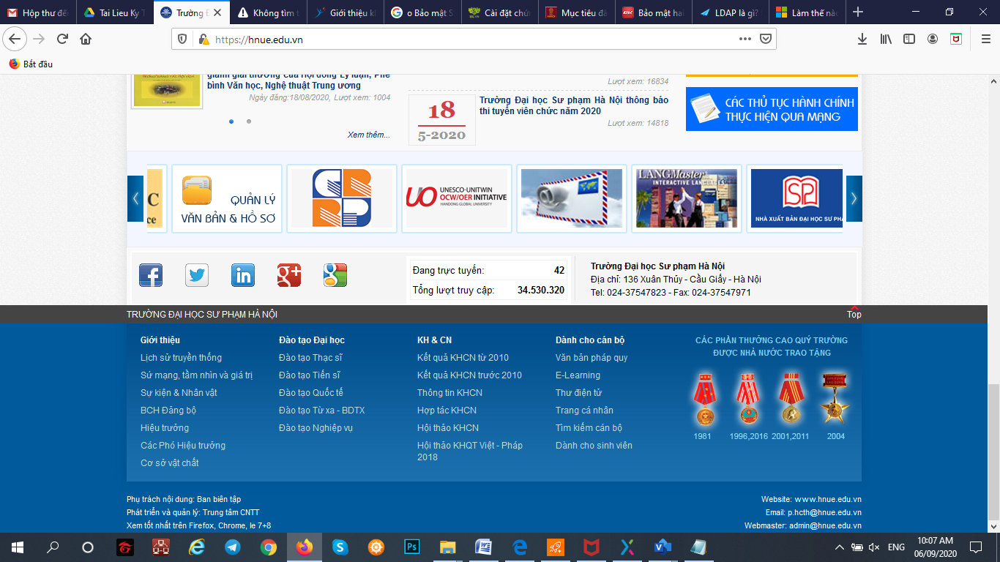 Hộp thư đến
Tai Lieu Ky T
Trường Đ
Không tìm t
Giới thiệu kh
o Bảo mật S
Cài đặt chứ
Mục tiêu đà
Bảo mật hai
LDAP là gì?
Làm thế nào
https://hnue.edu.vn
Bắt đầu
giành giải thưởng của Hội đồng Lý luận, Phê
bình Văn học, Nghệ thuật Trung ương
Ngày đăng:18/08/2020, Lượt xem: 1004
Xem thêm...
Lượt xem: 16834
18
5-2020
Trường Đại học Sư phạm Hà Nội thông báo
thi tuyển viên chức năm 2020
Lượt xem: 14818
CÁC THỦ TỤC HÀNH CHÍNH
THỰC HIỆN QUA MẠNG
C
ce
QUẢN LÝ
VĂN BẢN & HỒ SƠ
UNESCO-UNITWIN
OCW/OER INITIATIVE
HANDONG GLOBAL UNIVERSITY
LANGMaster
INTERACTIVE LAN
NHÀ XUẤT BẢN ĐẠI HỌC SƯ PHẠ
Đang trực tuyến: 42
Tổng lượt truy cập: 34.530.320
Trường Đại học Sư phạm Hà Nội
Địa chỉ: 136 Xuân Thủy - Cầu Giấy - Hà Nội
Tel: 024-37547823 - Fax: 024-37547971
TRƯỜNG ĐẠI HỌC SƯ PHẠM HÀ NỘI
Top
Giới thiệu
Lịch sử truyền thống
Sứ mạng, tầm nhìn và giá trị
Sự kiện & Nhân vật
BCH Đảng bộ
Hiệu trưởng
Các Phó Hiệu trưởng
Cơ sở vật chất
Đào tạo Đại học
Đào tạo Thạc sĩ
Đào tạo Tiến sĩ
Đào tạo Quốc tế
Đào tạo Từ xa - BDTX
Đào tạo Nghiệp vụ
KH & CN
Kết quả KHCN từ 2010
Kết quả KHCN trước 2010
Thông tin KHCN
Hợp tác KHCN
Hội thảo KHCN
Hội thảo KHQT Việt - Pháp
2018
Dành cho cán bộ
Văn bản pháp quy
E-Learning
Thư điện tử
Trang cá nhân
Tìm kiếm cán bộ
Dành cho sinh viên
CÁC PHẦN THƯỞNG CAO QUÝ TRƯỜNG
ĐƯỢC NHÀ NƯỚC TRAO TẶNG
1981
1996,2016
2001,2011
2004
Phụ trách nội dung: Ban biên tập
Phát triển và quản lý: Trung tâm CNTT
Xem tốt nhất trên Firefox, Chrome, Ie 7+8
Website: www.hnue.edu.vn
Email: p.hcth@hnue.edu.vn
Webmaster: admin@hnue.edu.vn
ENG
10:07 AM
06/09/2020